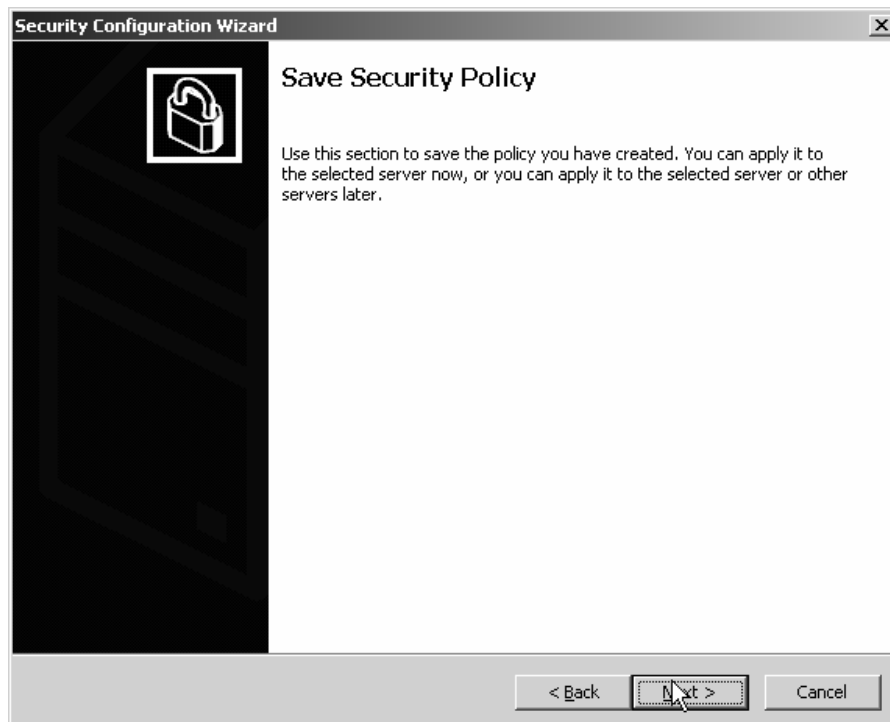 Security Configuration Wizard
Save Security Policy
Use this section to save the policy you have created. You can apply it to
the selected server now, or you can apply it to the selected server or other
servers later.
< Back Next > Cancel